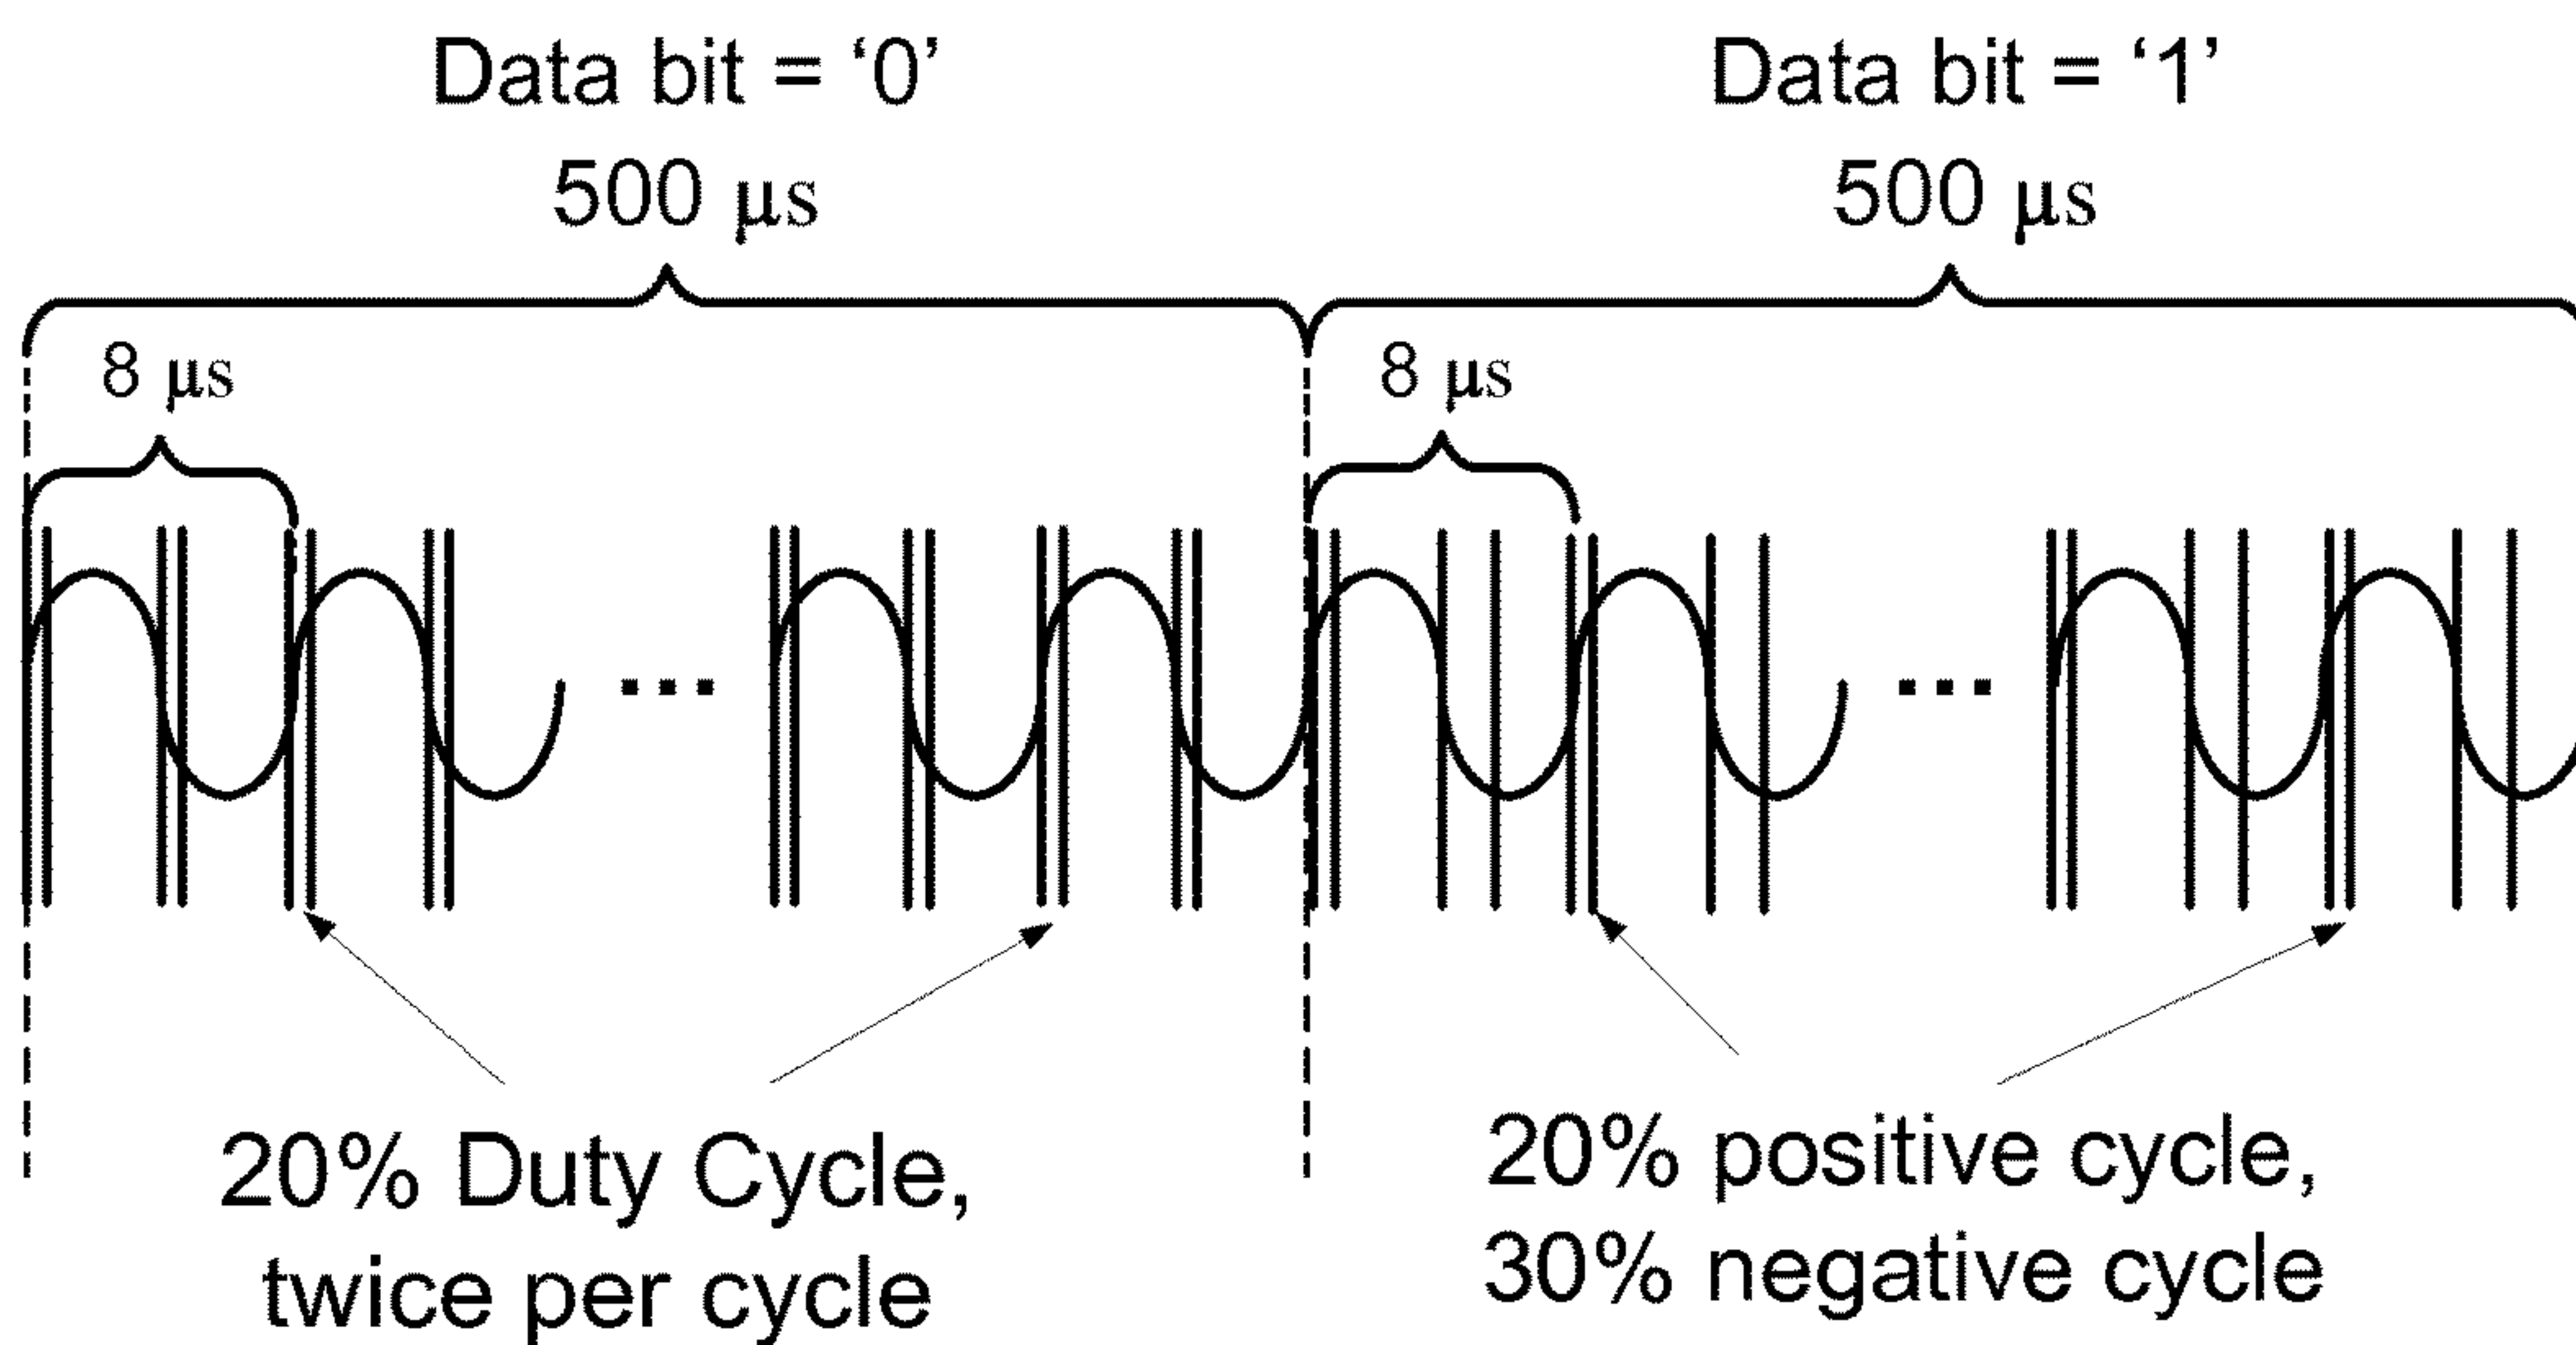 Data bit = ‘0’
500 μs
Data bit = ‘1’
500 μs
8 μs
8 μs
20% Duty Cycle,
twice per cycle
20% positive cycle,
30% negative cycle